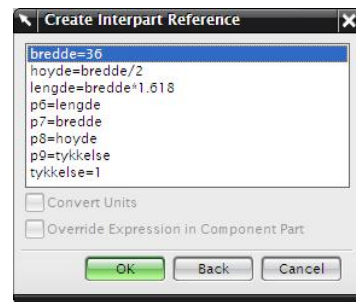 Create Interpart Reference
bredde=36
hoyde=bredde/2
lengde=bredde*1.618
p6=lengde
p7=bredde
p8=hoyde
p9=tykkelse
tykkelse=1
Convert Units
Override Expression in Component Part
OK Back Cancel